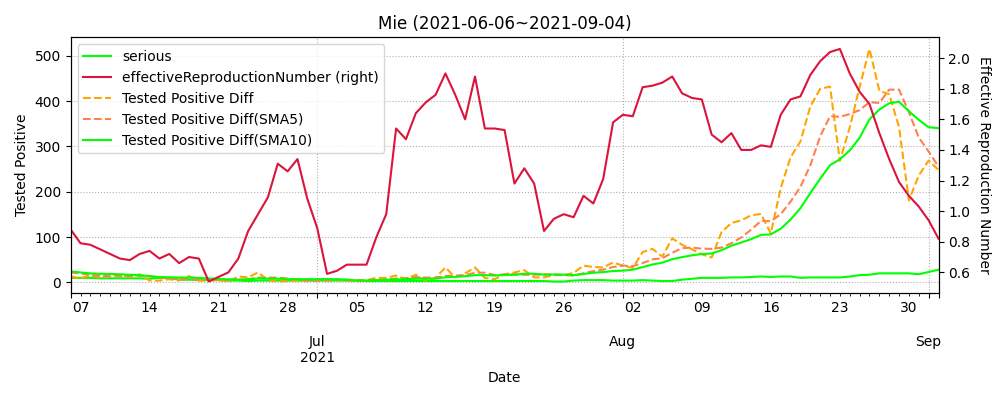 Mie (2021-06-06~2021-09-04)
serious
effectiveReproductionNumber (right)
Tested Positive Diff
Tested Positive Diff(SMA5)
Tested Positive Diff(SMA10)
Tested Positive
500
400
300
200
100
0
2.0
1.8
1.6
1.4
1.2
1.0
0.8
0.6
Effective Reproduction Number
07 14 21 28 05 12 19 26 02 09 16 23 30
Jul Aug Sep
2021
Date